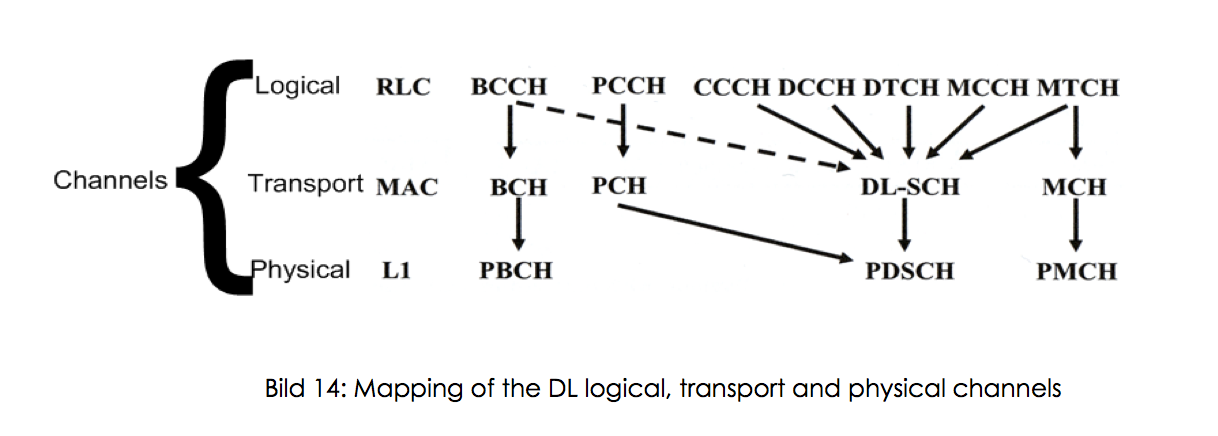 Logical RLC BCCH PCCH CCCH DCCH DTCH MCCH MTCH
Channels Transport MAC BCH PCH DL-SCH MCH
Physical L1 PBCH PDSCH PMCH
Bild 14: Mapping of the DL logical, transport and physical channels